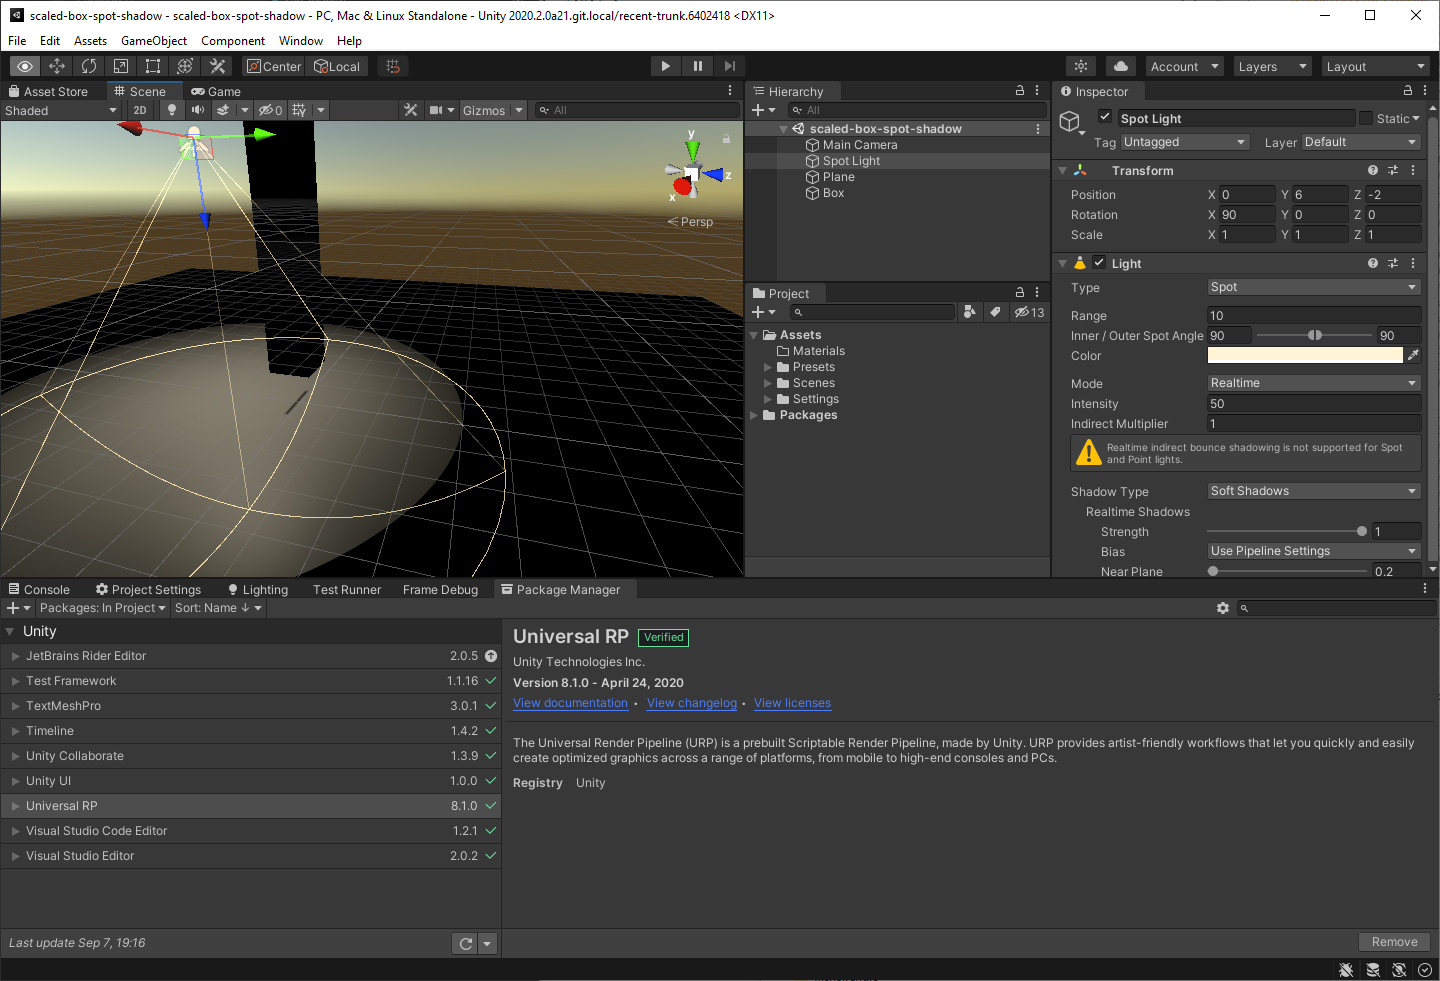 scaled-box-spot-shadow - scaled-box-spot-shadow - PC, Mac & Linux Standalone - Unity 2020.2.0a21.git.local/recent-trunk.6402418 <DX11>
File Edit Assets GameObject Component Window Help
Center Local Account Layers Layout
Asset Store Scene Game
Shaded 2D 0 Gizmos All
y
z
x
Persp
Hierarchy
All
scaled-box-spot-shadow
Main Camera
Spot Light
Plane
Box
Project
13
Assets
Materials
Presets
Scenes
Settings
Packages
Inspector
Spot Light Static
Tag Untagged Layer Default
Transform
Position X 0 Y 6 Z -2
Rotation X 90 Y 0 Z 0
Scale X 1 Y 1 Z 1
Light
Type Spot
Range 10
Inner / Outer Spot Angle 90 90
Color
Mode Realtime
Intensity 50
Indirect Multiplier 1
Realtime indirect bounce shadowing is not supported for Spot
and Point lights.
Shadow Type Soft Shadows
Realtime Shadows
Strength 1
Bias Use Pipeline Settings
Near Plane 0.2
Console Project Settings Lighting Test Runner Frame Debug Package Manager
Packages: In Project Sort: Name ↓
Unity
JetBrains Rider Editor 2.0.5
Test Framework 1.1.16
TextMeshPro 3.0.1
Timeline 1.4.2
Unity Collaborate 1.3.9
Unity UI 1.0.0
Universal RP 8.1.0
Visual Studio Code Editor 1.2.1
Visual Studio Editor 2.0.2
Last update Sep 7, 19:16
Universal RP Verified
Unity Technologies Inc.
Version 8.1.0 - April 24, 2020
View documentation • View changelog • View licenses
The Universal Render Pipeline (URP) is a prebuilt Scriptable Render Pipeline, made by Unity. URP provides artist-friendly workflows that let you quickly and easily
create optimized graphics across a range of platforms, from mobile to high-end consoles and PCs.
Registry Unity
Remove